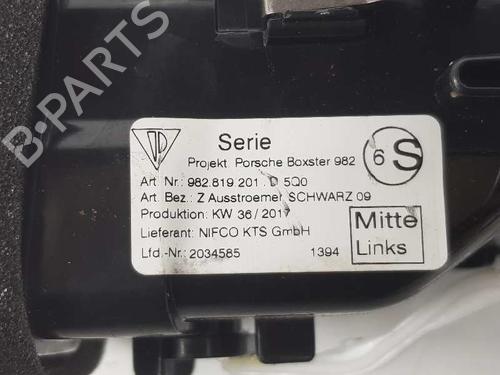 Serie
Projekt: Porsche Boxster 982
6 S
Art. Nr.: 982.819.201 . D 5Q0
Art. Bez.: Z Ausstroemer SCHWARZ 09
Produktion: KW 36/2017
Lieferant: NIFCO KTS GmbH
Lfd.-Nr.: 2034585 1394
Mitte
Links
B-PARTS